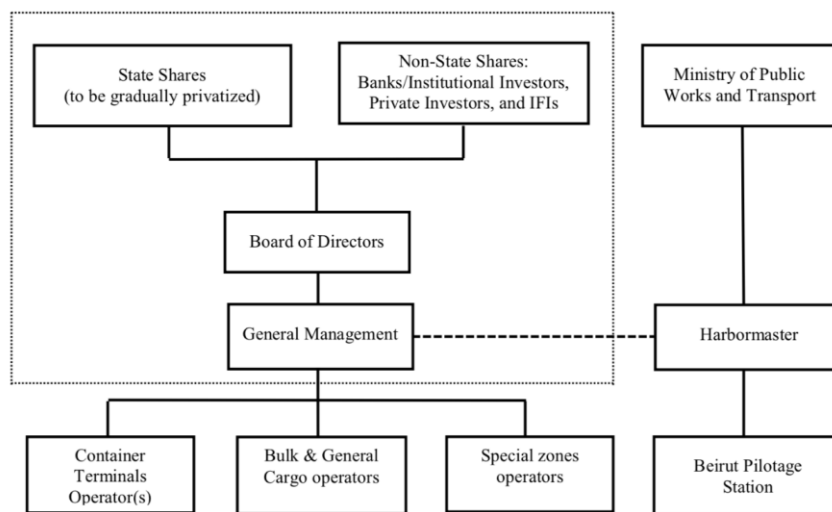 State Shares
(to be gradually privatized)
Non-State Shares:
Banks/Institutional Investors,
Private Investors, and IFIs
Ministry of Public
Works and Transport
Board of Directors
General Management
Harbormaster
Container
Terminals
Operator(s)
Bulk & General
Cargo operators
Special zones
operators
Beirut Pilotage
Station